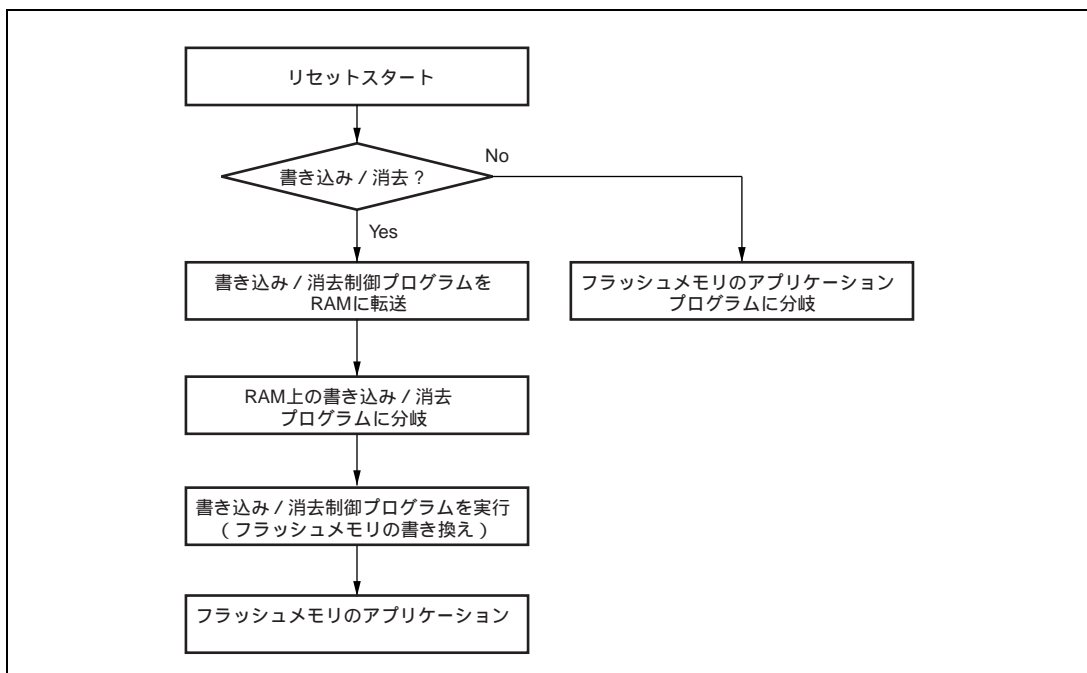 リセットスタート
書き込み / 消去 ?
No
Yes
書き込み / 消去制御プログラムを
RAMに転送
フラッシュメモリのアプリケーション
プログラムに分岐
RAM上の書き込み / 消去
プログラムに分岐
書き込み / 消去制御プログラムを実行
( フラッシュメモリの書き換え )
フラッシュメモリのアプリケーション